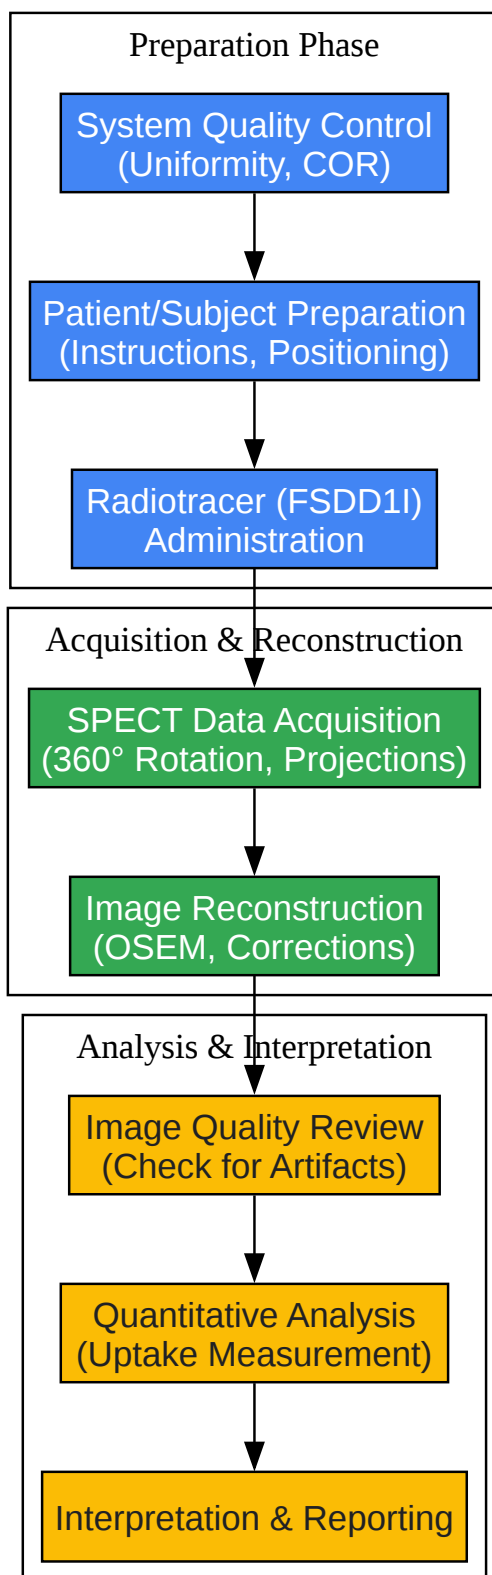 Preparation Phase
System Quality Control
(Uniformity, COR)
Patient/Subject Preparation
(Instructions, Positioning)
Radiotracer (FSDD1I)
Administration
Acquisition & Reconstruction
SPECT Data Acquisition
(360° Rotation, Projections)
Image Reconstruction
(OSEM, Corrections)
Analysis & Interpretation
Image Quality Review
(Check for Artifacts)
Quantitative Analysis
(Uptake Measurement)
Interpretation & Reporting